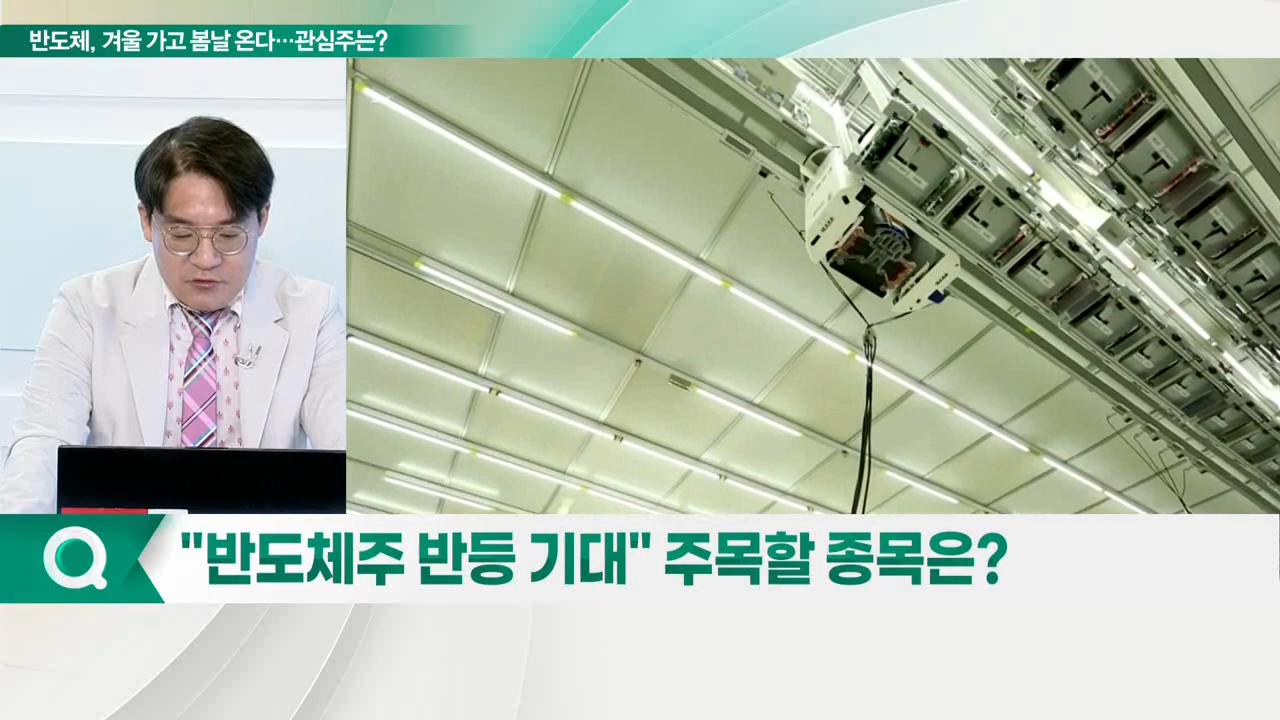 반도체, 겨울 가고 봄날 온다…관심주는?
"반도체주 반등 기대" 주목할 종목은?